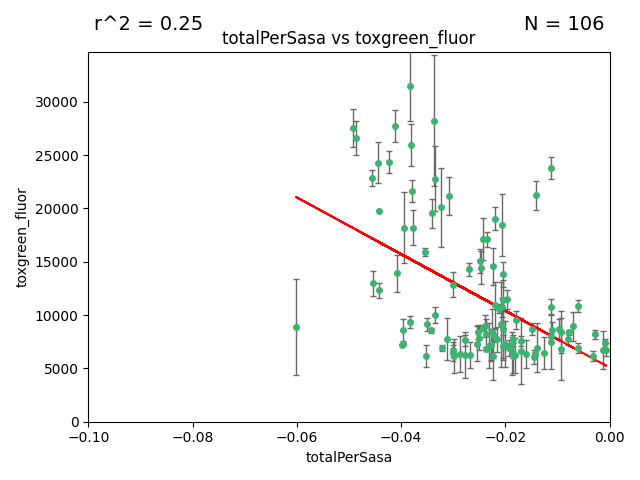 r^2 = 0.25
N = 106
totalPerSasa vs toxgreen_fluor
toxgreen_fluor
30000
25000
20000
15000
10000
5000
0
−0.10
−0.08
−0.06
−0.04
−0.02
0.00
totalPerSasa